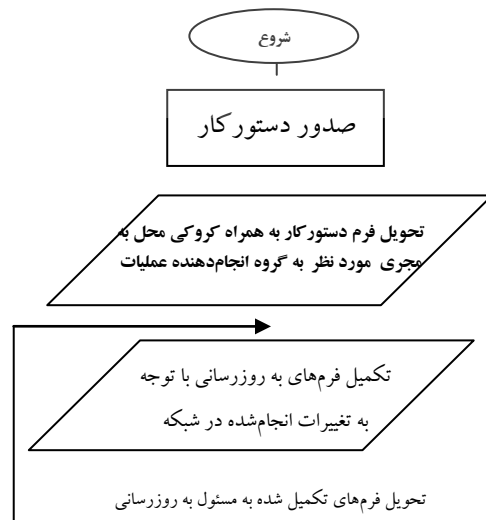 شروع
صدور دستورکار
تحویل فرم دستورکار به همراه کروکی محل به
مجری مورد نظر به گروه انجام‌دهنده عملیات
تکمیل فرم‌های به روزرسانی با توجه
به تغییرات انجام‌شده در شبکه
تحویل فرم‌های تکمیل شده به مسئول به روزرسانی